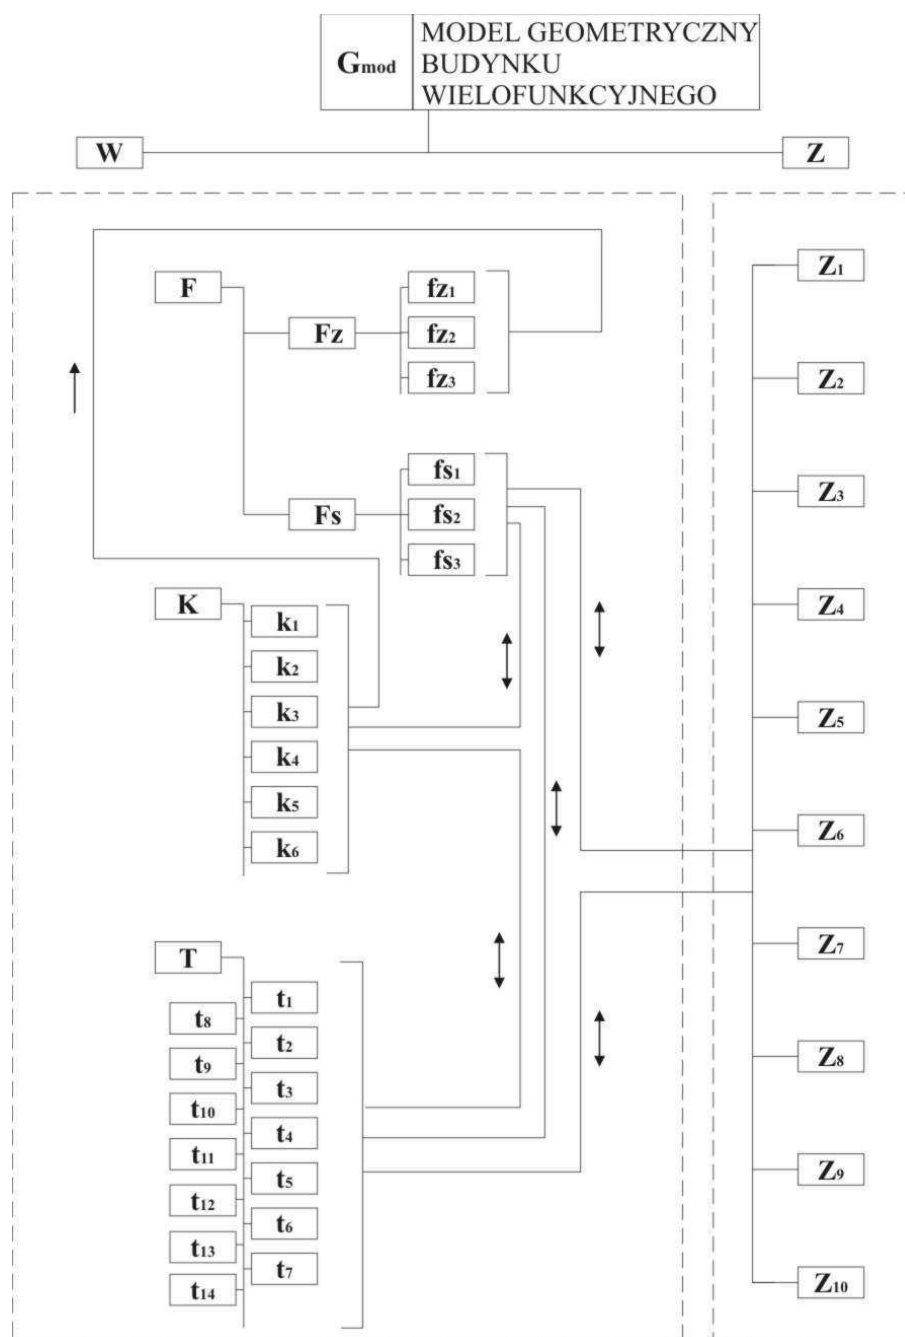 Gmod
MODEL GEOMETRYCZNY
BUDYNKU
WIELOFUNKCYJNEGO
W
Z
F
Fz
fz1
fz2
fz3
Fs
fs1
fs2
fs3
K
k1
k2
k3
k4
k5
k6
T
t1
t2
t3
t4
t5
t6
t7
t8
t9
t10
t11
t12
t13
t14
Z1
Z2
Z3
Z4
Z5
Z6
Z7
Z8
Z9
Z10